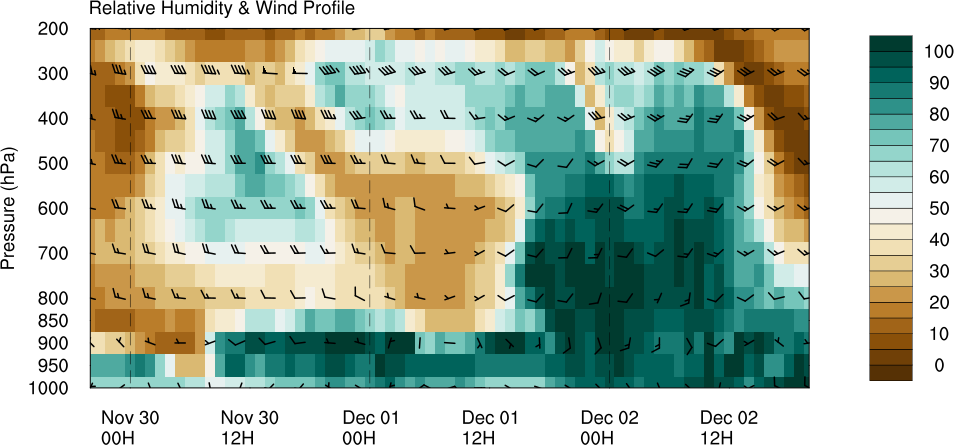 Relative Humidity & Wind Profile
Pressure (hPa)
200
300
400
500
600
700
800
850
900
950
1000
Nov 30 00H
Nov 30 12H
Dec 01 00H
Dec 01 12H
Dec 02 00H
Dec 02 12H
100
90
80
70
60
50
40
30
20
10
0